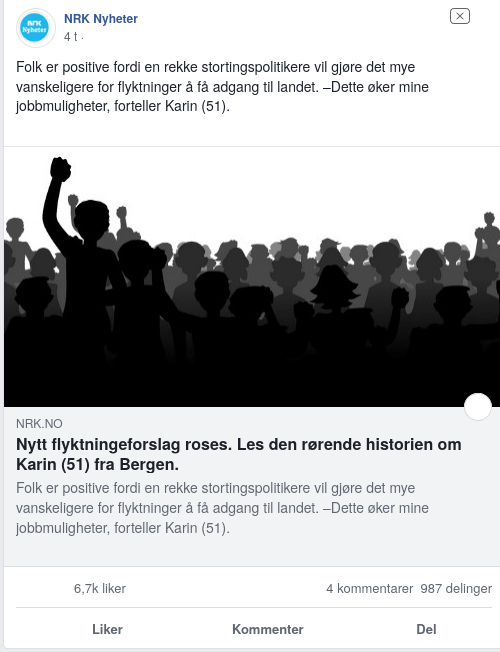 NRK
Nyheter
NRK Nyheter
4 t ·
Folk er positive fordi en rekke stortingspolitikere vil gjøre det mye
vanskeligere for flyktninger å få adgang til landet. –Dette øker mine
jobbmuligheter, forteller Karin (51).
NRK.NO
Nytt flyktningeforslag roses. Les den rørende historien om
Karin (51) fra Bergen.
Folk er positive fordi en rekke stortingspolitikere vil gjøre det mye
vanskeligere for flyktninger å få adgang til landet. –Dette øker mine
jobbmuligheter, forteller Karin (51).
6,7k liker 4 kommentarer 987 delinger
Liker Kommenter Del